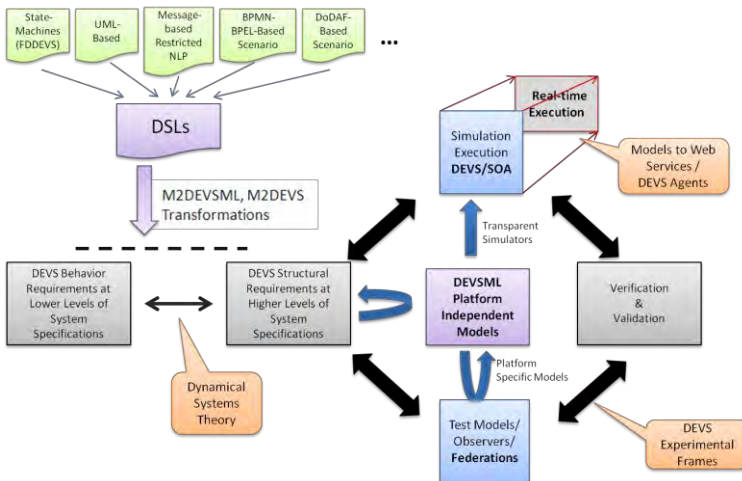 State-
Machines
(FDDEVS)
UML-
Based
Message-
based
Restricted
NLP
BPMN-
BPEL-Based
Scenario
DoDAF-
Based
Scenario
...
DSLs
M2DEVSML, M2DEVS
Transformations
Real-time
Execution
Simulation
Execution
DEVS/SOA
Models to Web
Services /
DEVS Agents
Transparent
Simulators
DEVS Behavior
Requirements at
Lower Levels of
System
Specifications
DEVS Structural
Requirements at
Higher Levels of
System
Specifications
DEVSML
Platform
Independent
Models
Verification
&
Validation
Platform
Specific Models
Dynamical
Systems
Theory
Test Models/
Observers/
Federations
DEVS
Experimental
Frames